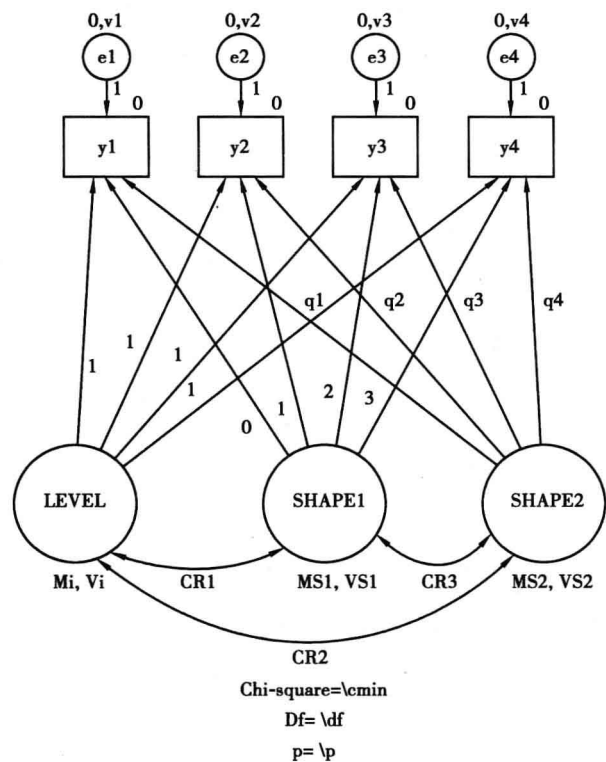 0,v1 0,v2 0,v3 0,v4
e1 e2 e3 e4
1 1 1 1
0 0 0 0
y1 y2 y3 y4
q1 q2 q3 q4
1 1 1 1
0 1 2 3
LEVEL SHAPE1 SHAPE2
Mi, Vi CR1 MS1, VS1 CR3 MS2, VS2
CR2
Chi-square=\cmin
Df= \df
p= \p